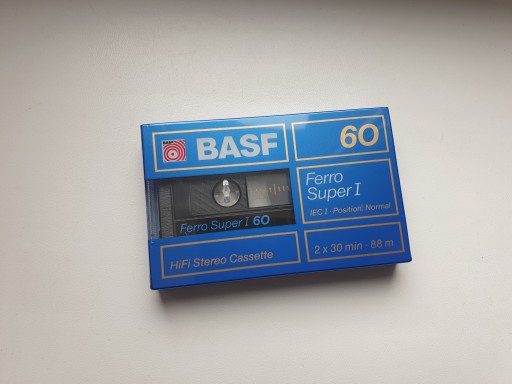 BASF
60
Ferro
Super I
IEC I · Position: Normal
Ferro Super I 60
HiFi Stereo Cassette
2 x 30 min · 88 m